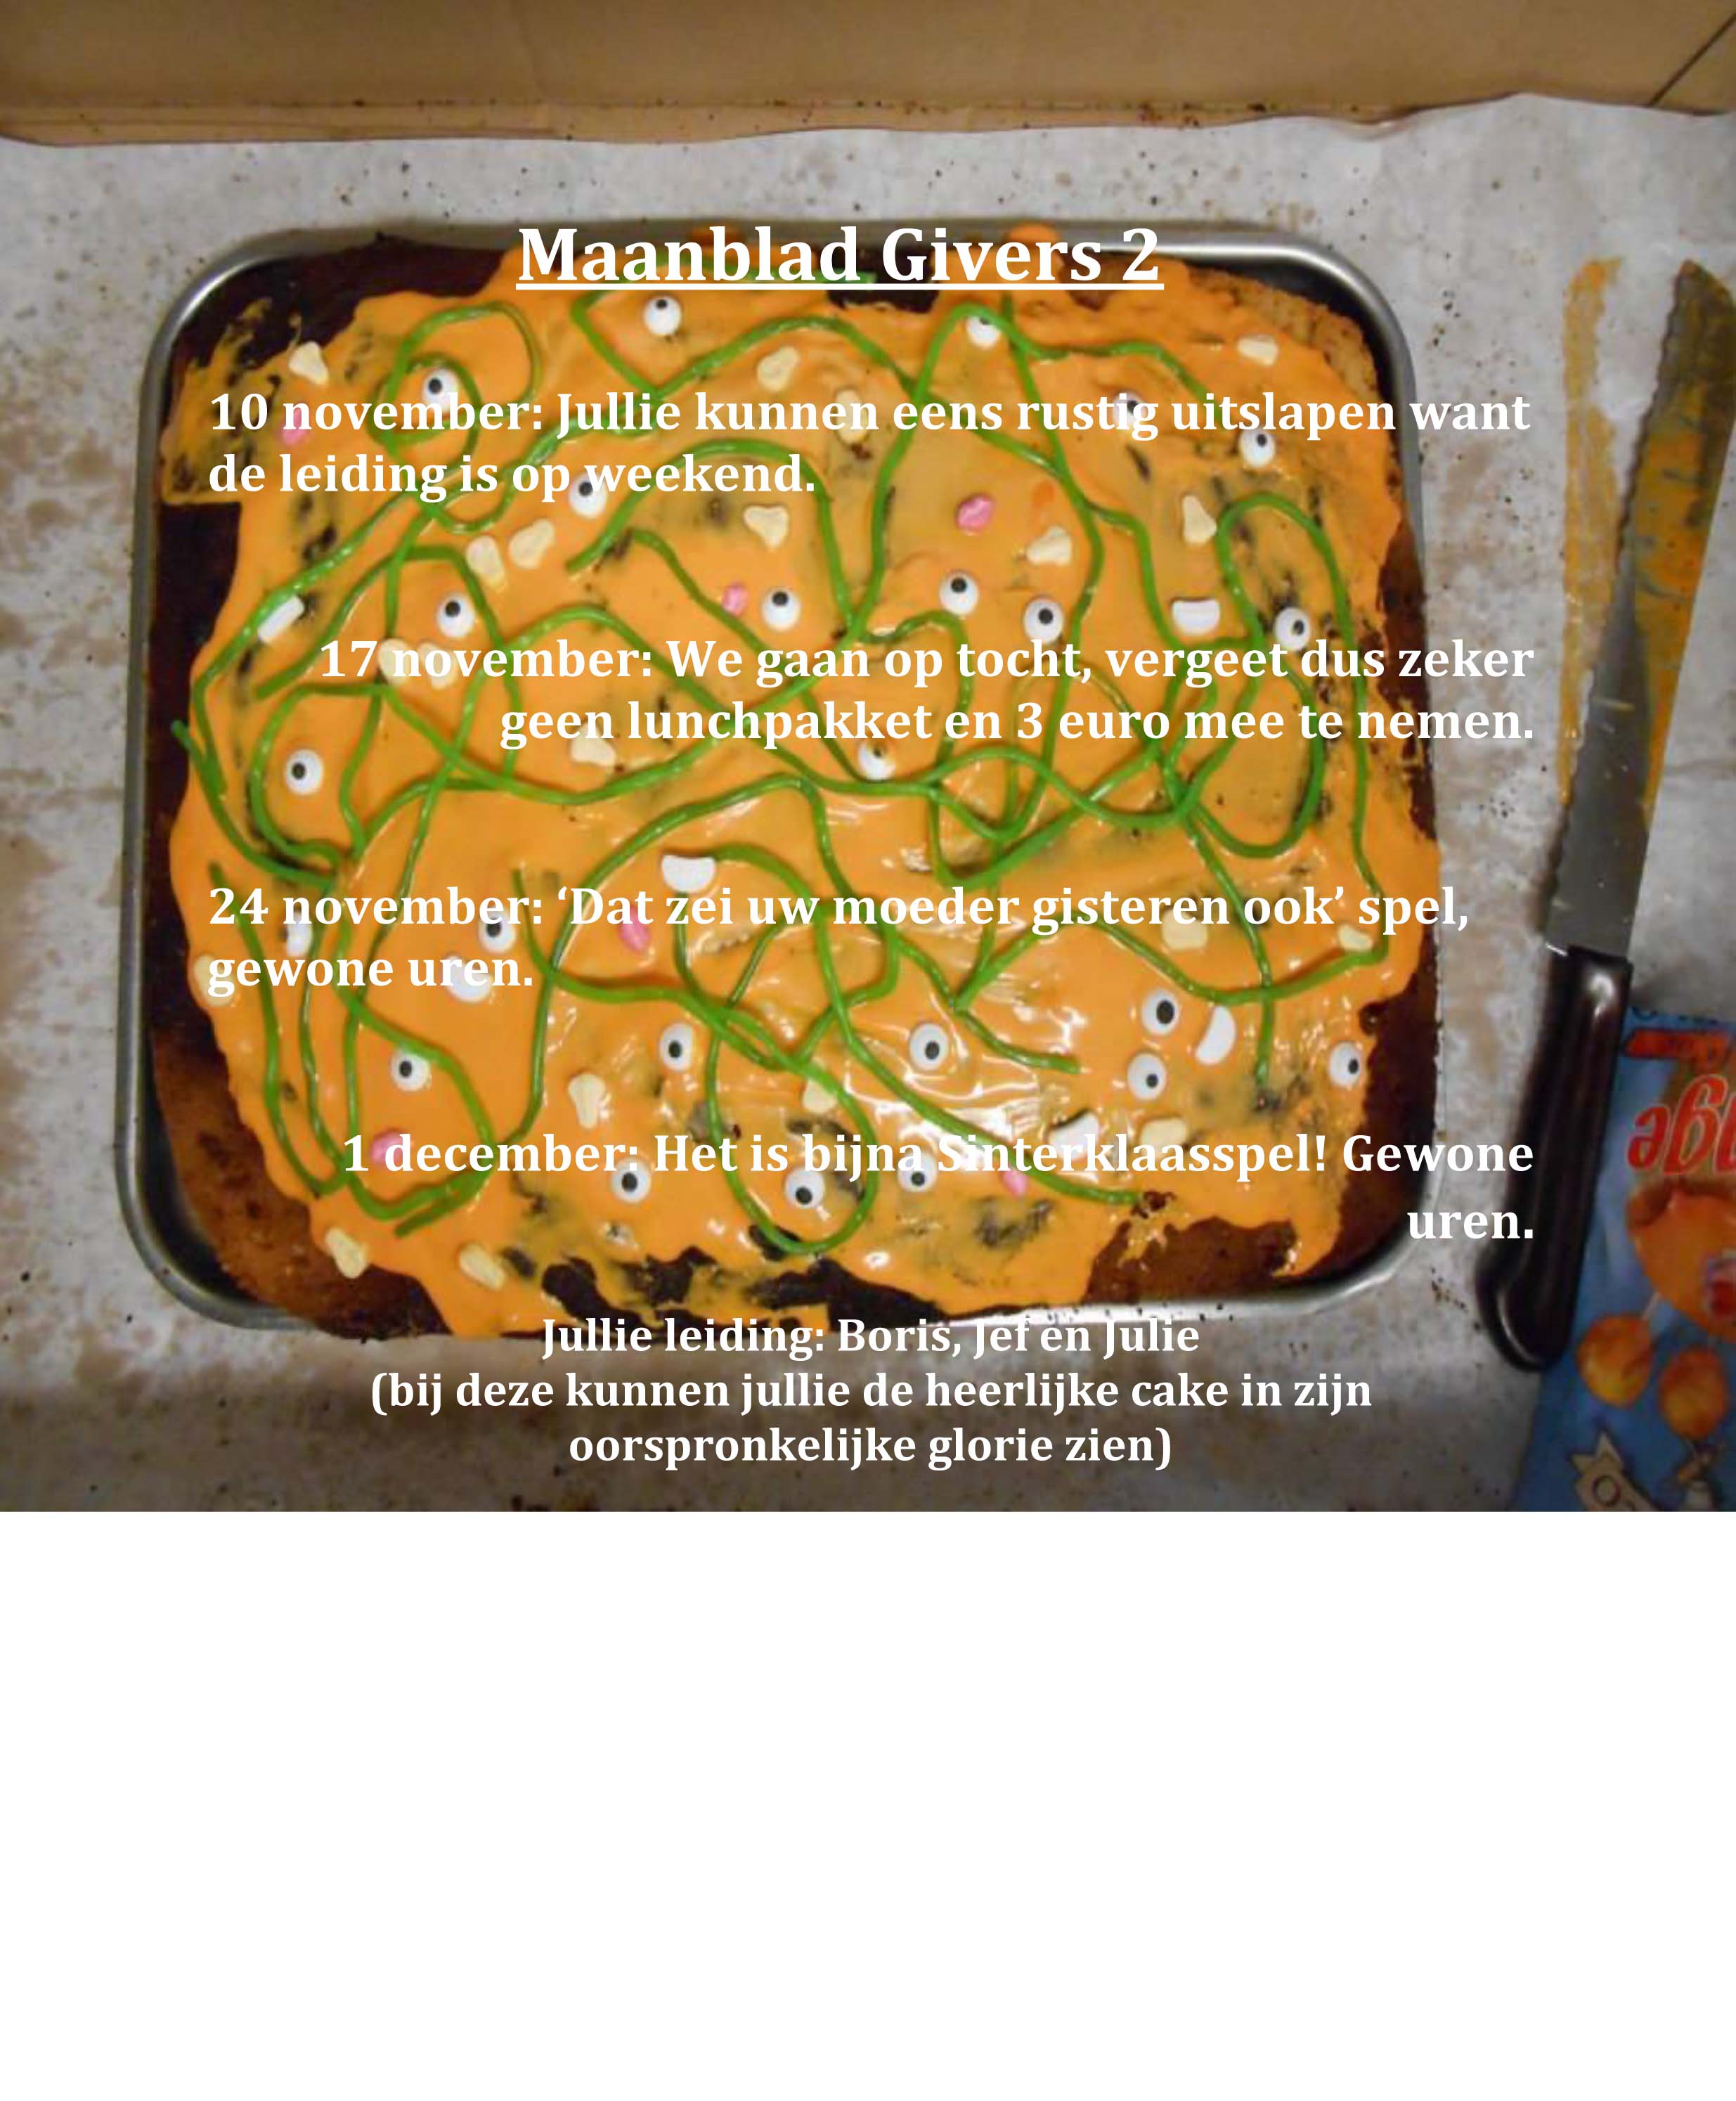 Maanblad Givers 2
10 november: Jullie kunnen eens rustig uitslapen want
de leiding is op weekend.
17 november: We gaan op tocht, vergeet dus zeker
geen lunchpakket en 3 euro mee te nemen.
24 november: ‘Dat zei uw moeder gisteren ook’ spel,
gewone uren.
1 december: Het is bijna Sinterklaasspel! Gewone
uren.
Jullie leiding: Boris, Jef en Julie
(bij deze kunnen jullie de heerlijke cake in zijn
oorspronkelijke glorie zien)